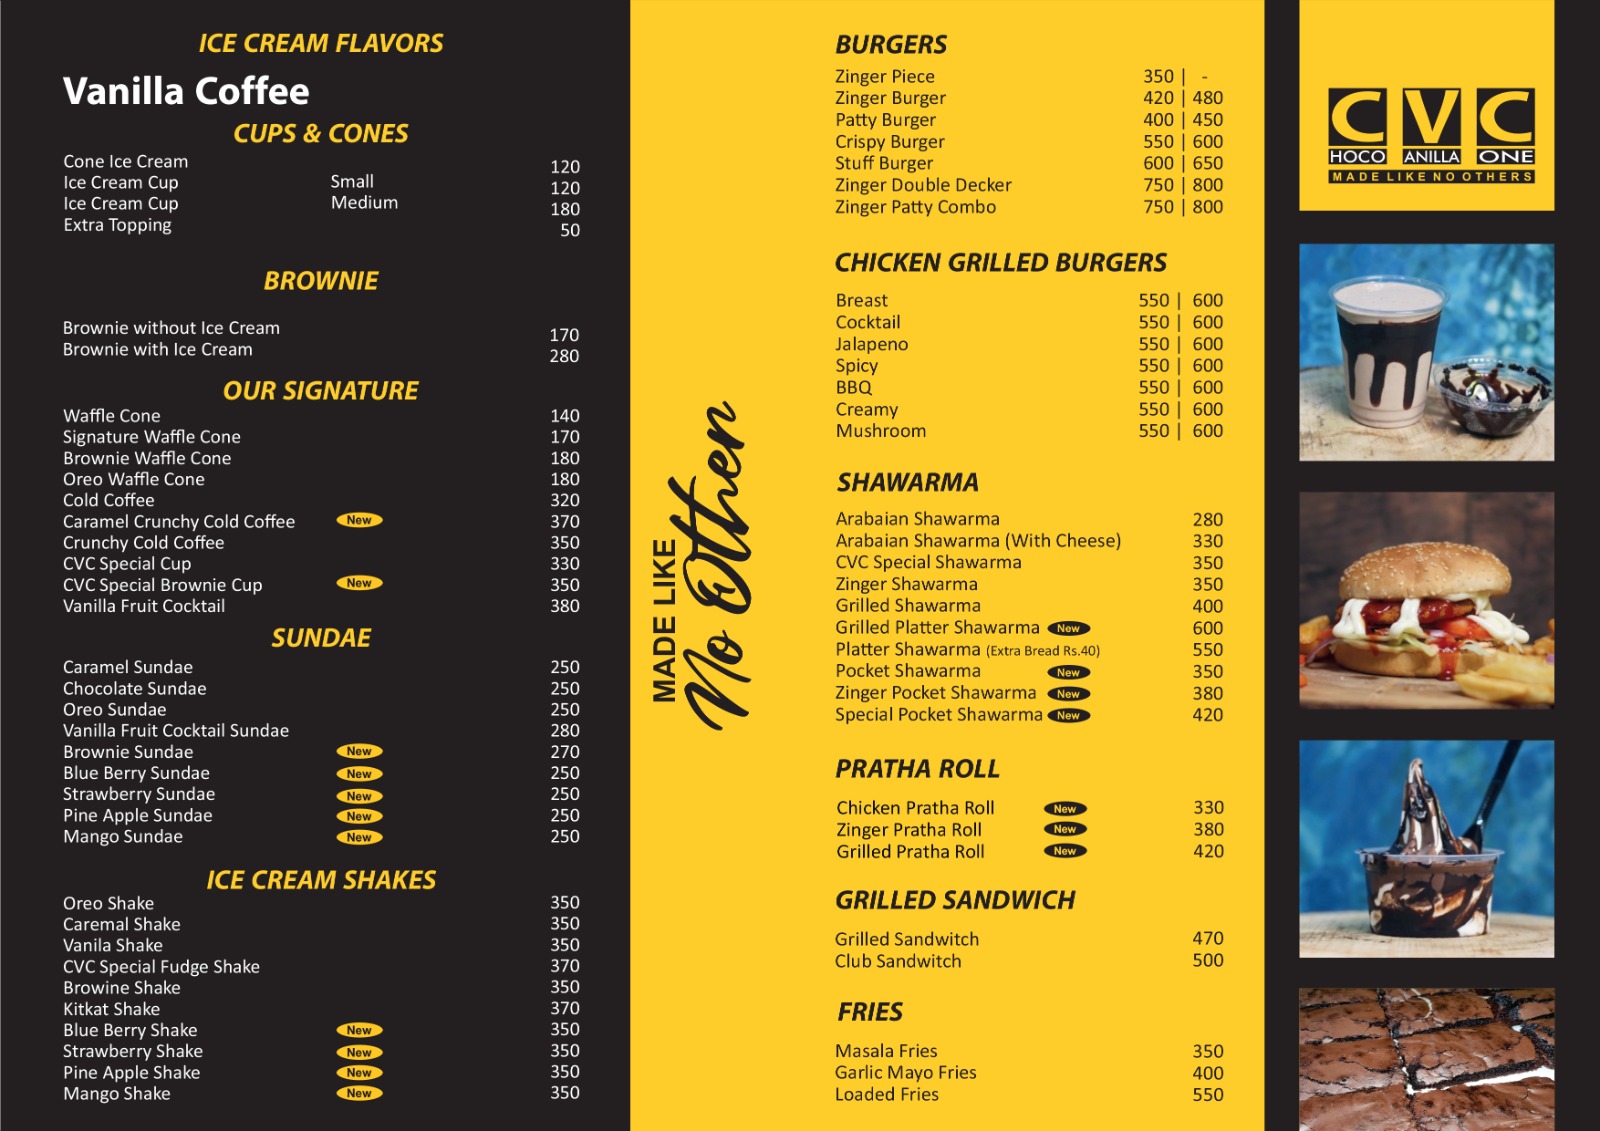 ICE CREAM FLAVORS
Vanilla Coffee
CUPS & CONES
Cone Ice Cream 120
Ice Cream Cup Small 120
Ice Cream Cup Medium 180
Extra Topping 50
BROWNIE
Brownie without Ice Cream 170
Brownie with Ice Cream 280
OUR SIGNATURE
Waffle Cone 140
Signature Waffle Cone 170
Brownie Waffle Cone 180
Oreo Waffle Cone 180
Cold Coffee 320
Caramel Crunchy Cold Coffee New 370
Crunchy Cold Coffee 350
CVC Special Cup 330
CVC Special Brownie Cup New 350
Vanilla Fruit Cocktail 380
SUNDAE
Caramel Sundae 250
Chocolate Sundae 250
Oreo Sundae 250
Vanilla Fruit Cocktail Sundae 280
Brownie Sundae New 270
Blue Berry Sundae New 250
Strawberry Sundae New 250
Pine Apple Sundae New 250
Mango Sundae New 250
ICE CREAM SHAKES
Oreo Shake 350
Caremal Shake 350
Vanila Shake 350
CVC Special Fudge Shake 370
Browine Shake 350
Kitkat Shake 370
Blue Berry Shake New 350
Strawberry Shake New 350
Pine Apple Shake New 350
Mango Shake New 350
MADE LIKE
No Other
BURGERS
Zinger Piece 350 | -
Zinger Burger 420 | 480
Patty Burger 400 | 450
Crispy Burger 550 | 600
Stuff Burger 600 | 650
Zinger Double Decker 750 | 800
Zinger Patty Combo 750 | 800
CHICKEN GRILLED BURGERS
Breast 550 | 600
Cocktail 550 | 600
Jalapeno 550 | 600
Spicy 550 | 600
BBQ 550 | 600
Creamy 550 | 600
Mushroom 550 | 600
SHAWARMA
Arabaian Shawarma 280
Arabaian Shawarma (With Cheese) 330
CVC Special Shawarma 350
Zinger Shawarma 350
Grilled Shawarma 400
Grilled Platter Shawarma New 600
Platter Shawarma (Extra Bread Rs.40) 550
Pocket Shawarma New 350
Zinger Pocket Shawarma New 380
Special Pocket Shawarma New 420
PRATHA ROLL
Chicken Pratha Roll New 330
Zinger Pratha Roll New 380
Grilled Pratha Roll New 420
GRILLED SANDWICH
Grilled Sandwitch 470
Club Sandwitch 500
FRIES
Masala Fries 350
Garlic Mayo Fries 400
Loaded Fries 550
CVC
HOCO ANILLA ONE
MADE LIKE NO OTHERS